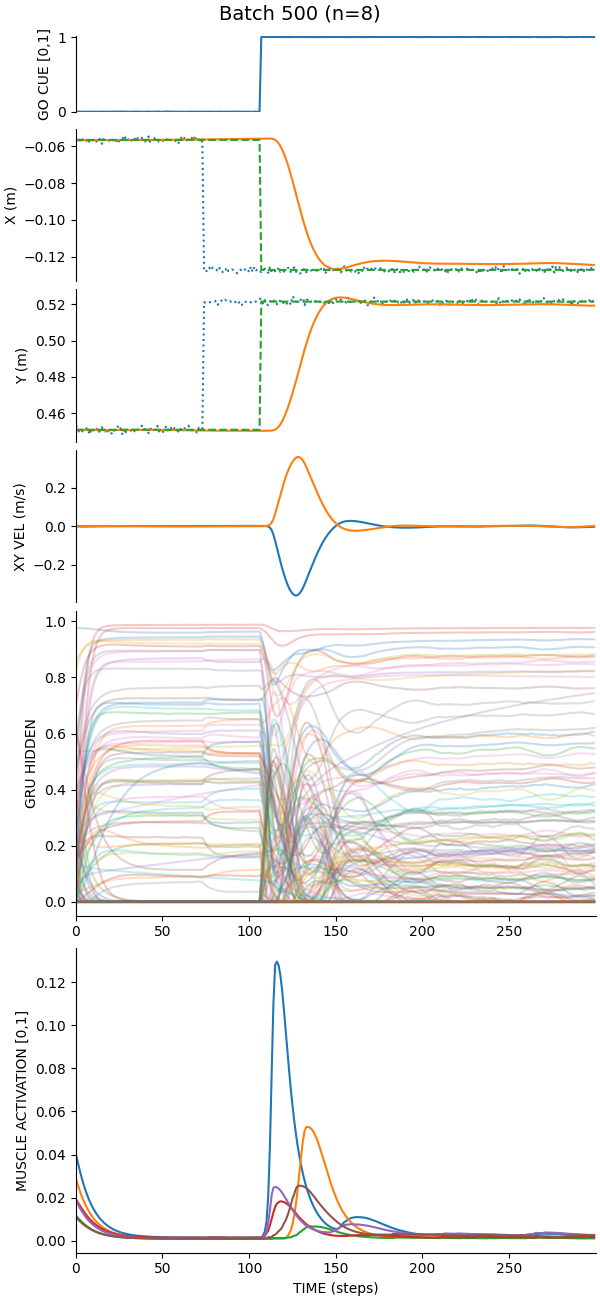 Batch 500 (n=8)
GO CUE [0,1]
1
0
X (m)
−0.06
−0.08
−0.10
−0.12
Y (m)
0.52
0.50
0.48
0.46
XY VEL (m/s)
0.2
0.0
−0.2
GRU HIDDEN
1.0
0.8
0.6
0.4
0.2
0.0
0 50 100 150 200 250
MUSCLE ACTIVATION [0,1]
0.12
0.10
0.08
0.06
0.04
0.02
0.00
0 50 100 150 200 250
TIME (steps)